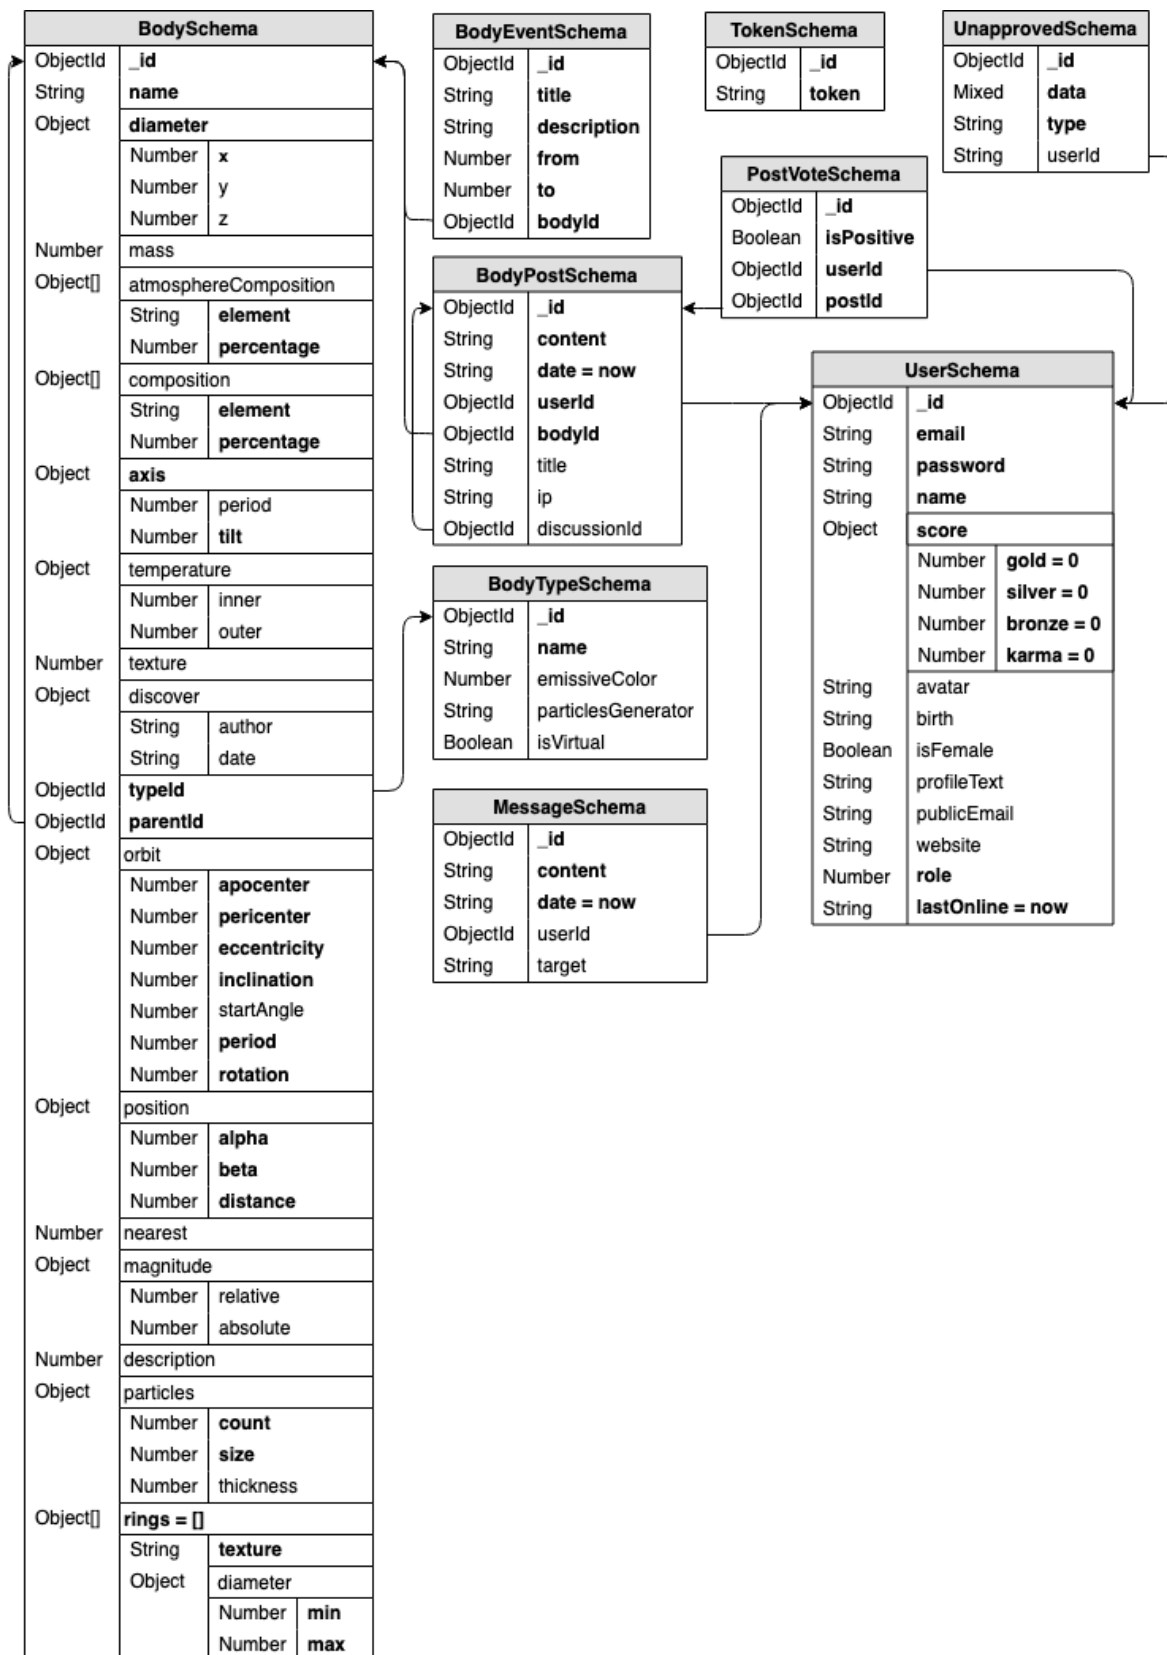 BodySchema
ObjectId _id
String name
Object diameter
Number x
Number y
Number z
Number mass
Object[] atmosphereComposition
String element
Number percentage
Object[] composition
String element
Number percentage
Object axis
Number period
Number tilt
Object temperature
Number inner
Number outer
Number texture
Object discover
String author
String date
ObjectId typeId
ObjectId parentId
Object orbit
Number apocenter
Number pericenter
Number eccentricity
Number inclination
Number startAngle
Number period
Number rotation
Object position
Number alpha
Number beta
Number distance
Number nearest
Object magnitude
Number relative
Number absolute
Number description
Object particles
Number count
Number size
Number thickness
Object[] rings = []
String texture
Object diameter
Number min
Number max
BodyEventSchema
ObjectId _id
String title
String description
Number from
Number to
ObjectId bodyId
BodyPostSchema
ObjectId _id
String content
String date = now
ObjectId userId
ObjectId bodyId
String title
String ip
ObjectId discussionId
BodyTypeSchema
ObjectId _id
String name
Number emissiveColor
String particlesGenerator
Boolean isVirtual
MessageSchema
ObjectId _id
String content
String date = now
ObjectId userId
String target
TokenSchema
ObjectId _id
String token
PostVoteSchema
ObjectId _id
Boolean isPositive
ObjectId userId
ObjectId postId
UnapprovedSchema
ObjectId _id
Mixed data
String type
String userId
UserSchema
ObjectId _id
String email
String password
String name
Object score
Number gold = 0
Number silver = 0
Number bronze = 0
Number karma = 0
String avatar
String birth
Boolean isFemale
String profileText
String publicEmail
String website
Number role
String lastOnline = now